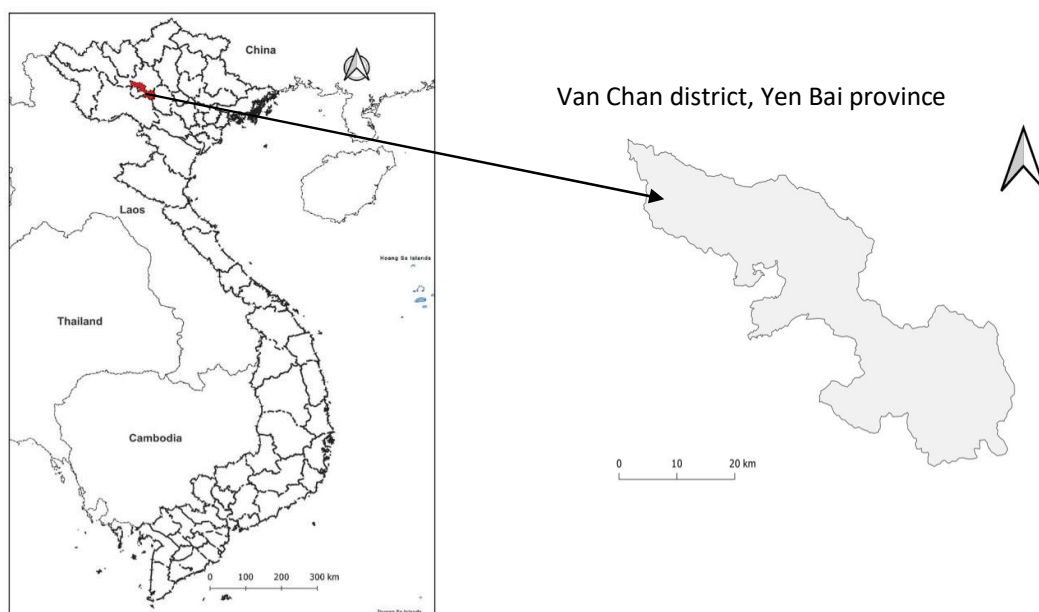 China
Van Chan district, Yen Bai province
Laos
Hoang Sa Islands
Thailand
Cambodia
0 10 20 km
0 100 200 300 km